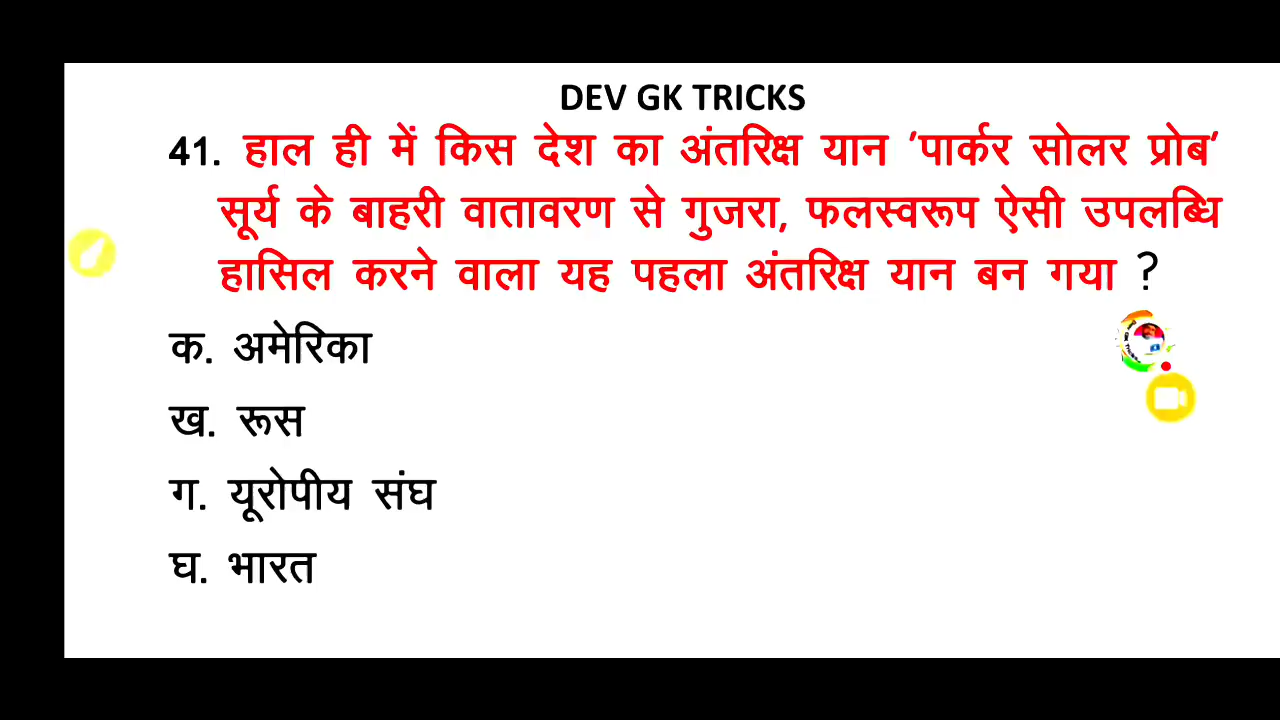 DEV GK TRICKS
41. हाल ही में किस देश का अंतरिक्ष यान 'पार्कर सोलर प्रोब'
सूर्य के बाहरी वातावरण से गुजरा, फलस्वरूप ऐसी उपलब्धि
हासिल करने वाला यह पहला अंतरिक्ष यान बन गया ?
क. अमेरिका
ख. रूस
ग. यूरोपीय संघ
घ. भारत